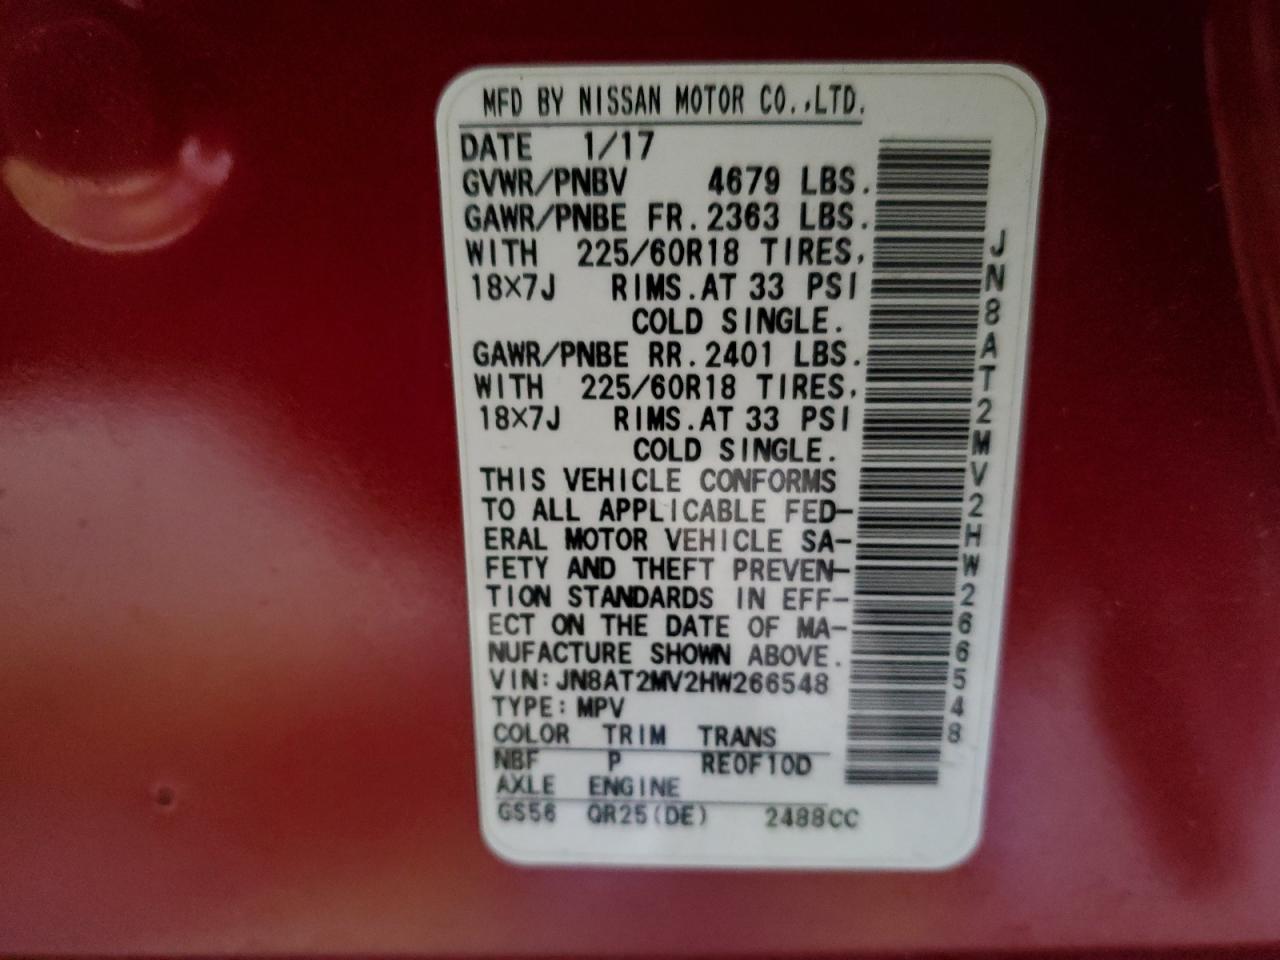 MFD BY NISSAN MOTOR CO.,LTD.
DATE 1/17
GVWR/PNBV 4679 LBS.
GAWR/PNBE FR. 2363 LBS.
WITH 225/60R18 TIRES,
18X7J RIMS. AT 33 PSI
COLD SINGLE.
GAWR/PNBE RR. 2401 LBS.
WITH 225/60R18 TIRES,
18X7J RIMS. AT 33 PSI
COLD SINGLE.
THIS VEHICLE CONFORMS
TO ALL APPLICABLE FED-
ERAL MOTOR VEHICLE SA-
FETY AND THEFT PREVEN-
TION STANDARDS IN EFF-
ECT ON THE DATE OF MA-
NUFACTURE SHOWN ABOVE.
VIN: JN8AT2MV2HW266548
TYPE: MPV
COLOR TRIM TRANS
NBF P RE0F10D
AXLE ENGINE
GS56 QR25(DE) 2488CC
JN8AT2MV2HW266548